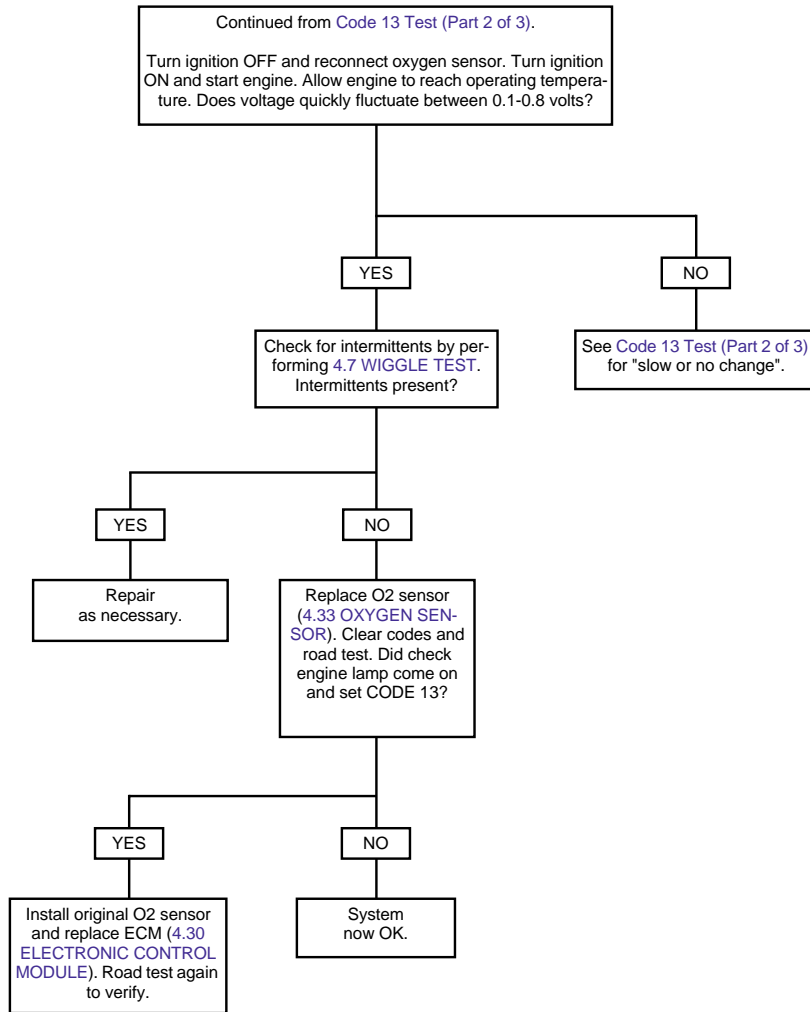 Continued from Code 13 Test (Part 2 of 3).
Turn ignition OFF and reconnect oxygen sensor. Turn ignition
ON and start engine. Allow engine to reach operating tempera-
ture. Does voltage quickly fluctuate between 0.1-0.8 volts?
YES
NO
Check for intermittents by per-
forming 4.7 WIGGLE TEST.
Intermittents present?
See Code 13 Test (Part 2 of 3)
for "slow or no change".
YES
NO
Repair
as necessary.
Replace O2 sensor
(4.33 OXYGEN SEN-
SOR). Clear codes and
road test. Did check
engine lamp come on
and set CODE 13?
YES
NO
Install original O2 sensor
and replace ECM (4.30
ELECTRONIC CONTROL
MODULE). Road test again
to verify.
System
now OK.